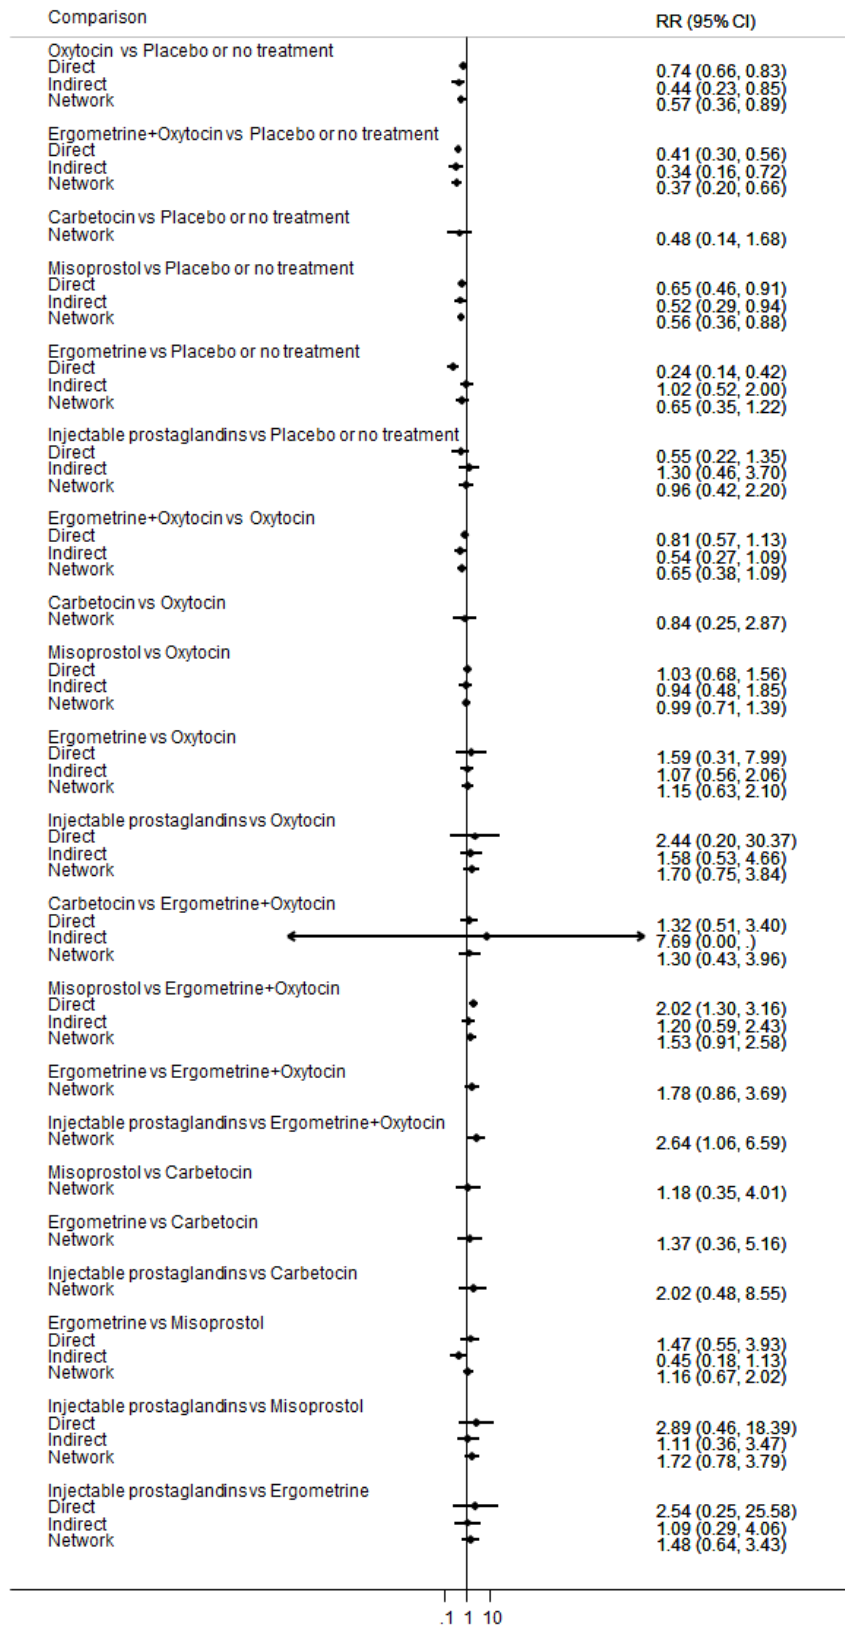 Comparison RR (95% CI)
Oxytocin vs Placebo or no treatment
Direct 0.74 (0.66, 0.83)
Indirect 0.44 (0.23, 0.85)
Network 0.57 (0.36, 0.89)
Ergometrine+Oxytocin vs Placebo or no treatment
Direct 0.41 (0.30, 0.56)
Indirect 0.34 (0.16, 0.72)
Network 0.37 (0.20, 0.66)
Carbetocin vs Placebo or no treatment
Network 0.48 (0.14, 1.68)
Misoprostol vs Placebo or no treatment
Direct 0.65 (0.46, 0.91)
Indirect 0.52 (0.29, 0.94)
Network 0.56 (0.36, 0.88)
Ergometrine vs Placebo or no treatment
Direct 0.24 (0.14, 0.42)
Indirect 1.02 (0.52, 2.00)
Network 0.65 (0.35, 1.22)
Injectable prostaglandins vs Placebo or no treatment
Direct 0.55 (0.22, 1.35)
Indirect 1.30 (0.46, 3.70)
Network 0.96 (0.42, 2.20)
Ergometrine+Oxytocin vs Oxytocin
Direct 0.81 (0.57, 1.13)
Indirect 0.54 (0.27, 1.09)
Network 0.65 (0.38, 1.09)
Carbetocin vs Oxytocin
Network 0.84 (0.25, 2.87)
Misoprostol vs Oxytocin
Direct 1.03 (0.68, 1.56)
Indirect 0.94 (0.48, 1.85)
Network 0.99 (0.71, 1.39)
Ergometrine vs Oxytocin
Direct 1.59 (0.31, 7.99)
Indirect 1.07 (0.56, 2.06)
Network 1.15 (0.63, 2.10)
Injectable prostaglandins vs Oxytocin
Direct 2.44 (0.20, 30.37)
Indirect 1.58 (0.53, 4.66)
Network 1.70 (0.75, 3.84)
Carbetocin vs Ergometrine+Oxytocin
Direct 1.32 (0.51, 3.40)
Indirect 7.69 (0.00, .)
Network 1.30 (0.43, 3.96)
Misoprostol vs Ergometrine+Oxytocin
Direct 2.02 (1.30, 3.16)
Indirect 1.20 (0.59, 2.43)
Network 1.53 (0.91, 2.58)
Ergometrine vs Ergometrine+Oxytocin
Network 1.78 (0.86, 3.69)
Injectable prostaglandins vs Ergometrine+Oxytocin
Network 2.64 (1.06, 6.59)
Misoprostol vs Carbetocin
Network 1.18 (0.35, 4.01)
Ergometrine vs Carbetocin
Network 1.37 (0.36, 5.16)
Injectable prostaglandins vs Carbetocin
Network 2.02 (0.48, 8.55)
Ergometrine vs Misoprostol
Direct 1.47 (0.55, 3.93)
Indirect 0.45 (0.18, 1.13)
Network 1.16 (0.67, 2.02)
Injectable prostaglandins vs Misoprostol
Direct 2.89 (0.46, 18.39)
Indirect 1.11 (0.36, 3.47)
Network 1.72 (0.78, 3.79)
Injectable prostaglandins vs Ergometrine
Direct 2.54 (0.25, 25.58)
Indirect 1.09 (0.29, 4.06)
Network 1.48 (0.64, 3.43)
.1 1 10